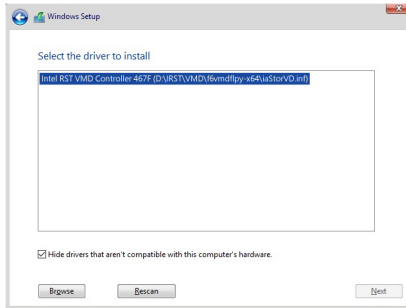 Windows Setup
Select the driver to install
Intel RST VMD Controller 467F (D:\IRST\VMD\f6vmdflpy-x64\iaStorVD.inf)
Hide drivers that aren't compatible with this computer's hardware.
Browse Rescan Next